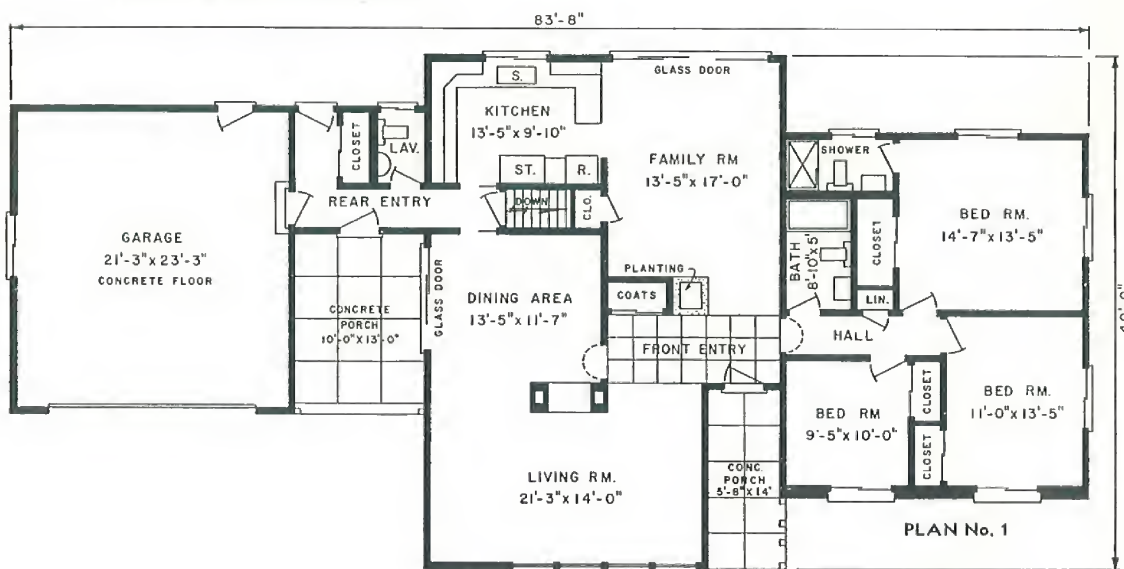 83'-8"
GLASS DOOR
S.
KITCHEN
13'-5" x 9'-10"
LAV.
CLOSET
ST.
R.
FAMILY RM
13'-5" x 17'-0"
SHOWER
REAR ENTRY
DOWN
CLO.
BED RM.
14'-7" x 13'-5"
CLOSET
BATH
8'-10" x 5'
GARAGE
21'-3" x 23'-3"
CONCRETE FLOOR
GLASS DOOR
PLANTING
COATS
LIN.
DINING AREA
13'-5" x 11'-7"
CONCRETE
PORCH
10'-0" x 13'-0"
HALL
FRONT ENTRY
40'-0"
BED RM
9'-5" x 10'-0"
CLOSET
CLOSET
BED RM.
11'-0" x 13'-5"
LIVING RM.
21'-3" x 14'-0"
CONC.
PORCH
5'-8" x 14'
PLAN No. 1